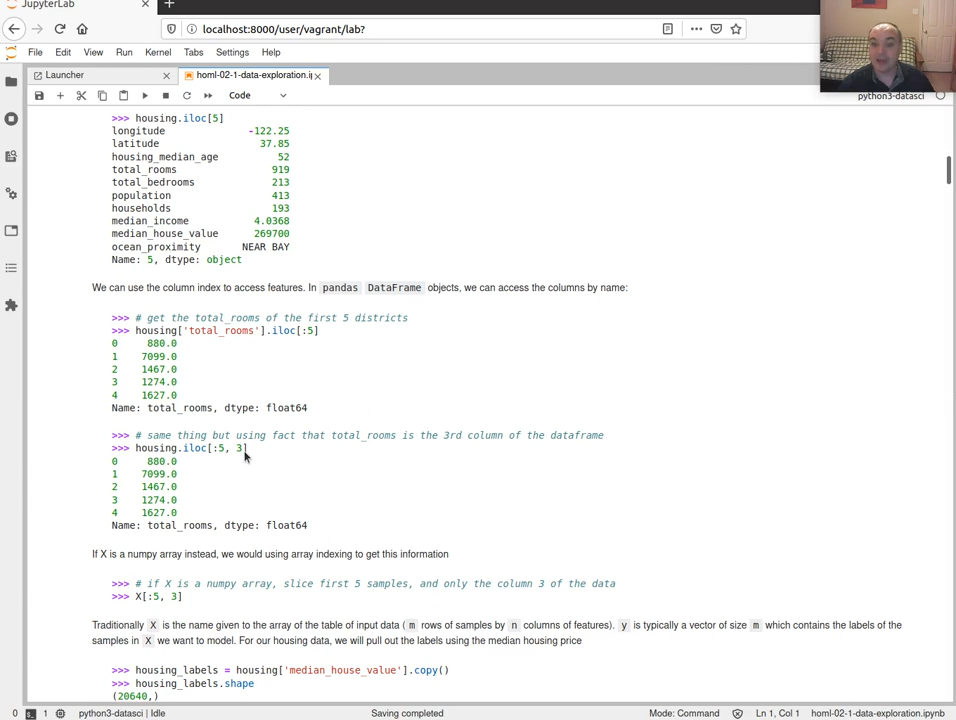 JupyterLab
localhost:8000/user/vagrant/lab?
File Edit View Run Kernel Tabs Settings Help
Launcher
homl-02-1-data-exploration.ip
Code
python3-datasci
>>> housing.iloc[5]
longitude -122.25
latitude 37.85
housing_median_age 52
total_rooms 919
total_bedrooms 213
population 413
households 193
median_income 4.0368
median_house_value 269700
ocean_proximity NEAR BAY
Name: 5, dtype: object
We can use the column index to access features. In pandas DataFrame objects, we can access the columns by name:
>>> # get the total_rooms of the first 5 districts
>>> housing['total_rooms'].iloc[:5]
0 880.0
1 7099.0
2 1467.0
3 1274.0
4 1627.0
Name: total_rooms, dtype: float64
>>> # same thing but using fact that total_rooms is the 3rd column of the dataframe
>>> housing.iloc[:5, 3]
0 880.0
1 7099.0
2 1467.0
3 1274.0
4 1627.0
Name: total_rooms, dtype: float64
If X is a numpy array instead, we would using array indexing to get this information
>>> # if X is a numpy array, slice first 5 samples, and only the column 3 of the data
>>> X[:5, 3]
Traditionally X is the name given to the array of the table of input data ( m rows of samples by n columns of features). y is typically a vector of size m which contains the labels of the
samples in X we want to model. For our housing data, we will pull out the labels using the median housing price
>>> housing_labels = housing['median_house_value'].copy()
>>> housing_labels.shape
(20640,)
0 1 python3-datasci | Idle Saving completed Mode: Command Ln 1, Col 1 homl-02-1-data-exploration.ipynb